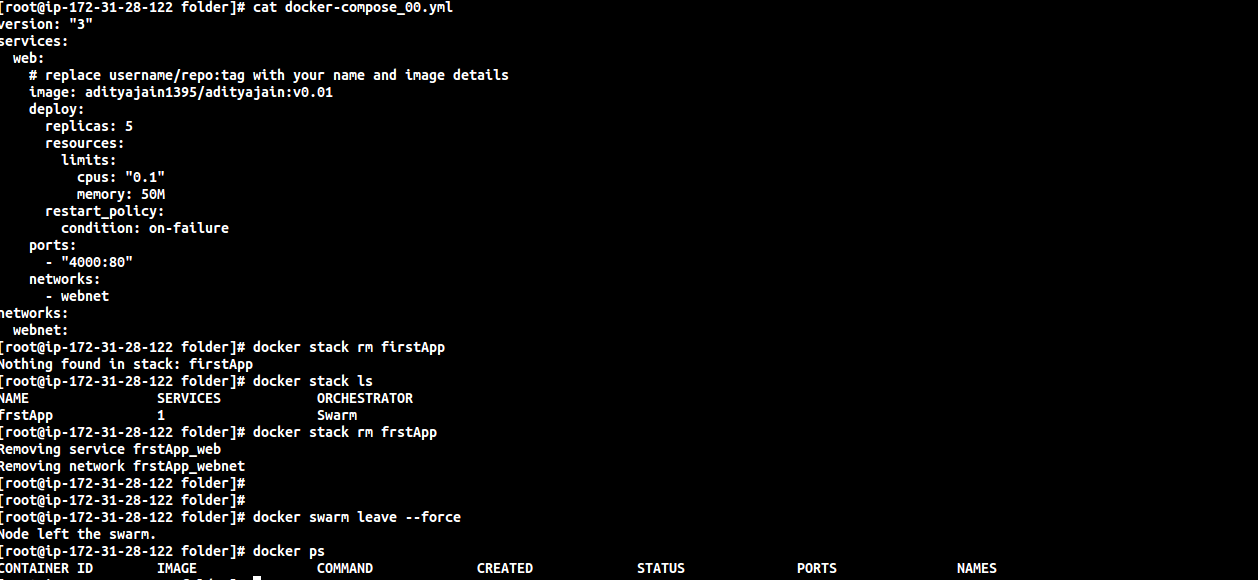 [root@ip-172-31-28-122 folder]# cat docker-compose_00.yml
version: "3"
services:
  web:
    # replace username/repo:tag with your name and image details
    image: adityajain1395/adityajain:v0.01
    deploy:
      replicas: 5
      resources:
        limits:
          cpus: "0.1"
          memory: 50M
      restart_policy:
        condition: on-failure
    ports:
      - "4000:80"
    networks:
      - webnet
networks:
  webnet:
[root@ip-172-31-28-122 folder]# docker stack rm firstApp
Nothing found in stack: firstApp
[root@ip-172-31-28-122 folder]# docker stack ls
NAME                SERVICES            ORCHESTRATOR
frstApp             1                   Swarm
[root@ip-172-31-28-122 folder]# docker stack rm frstApp
Removing service frstApp_web
Removing network frstApp_webnet
[root@ip-172-31-28-122 folder]#
[root@ip-172-31-28-122 folder]#
[root@ip-172-31-28-122 folder]# docker swarm leave --force
Node left the swarm.
[root@ip-172-31-28-122 folder]# docker ps
CONTAINER ID        IMAGE               COMMAND             CREATED             STATUS              PORTS               NAMES